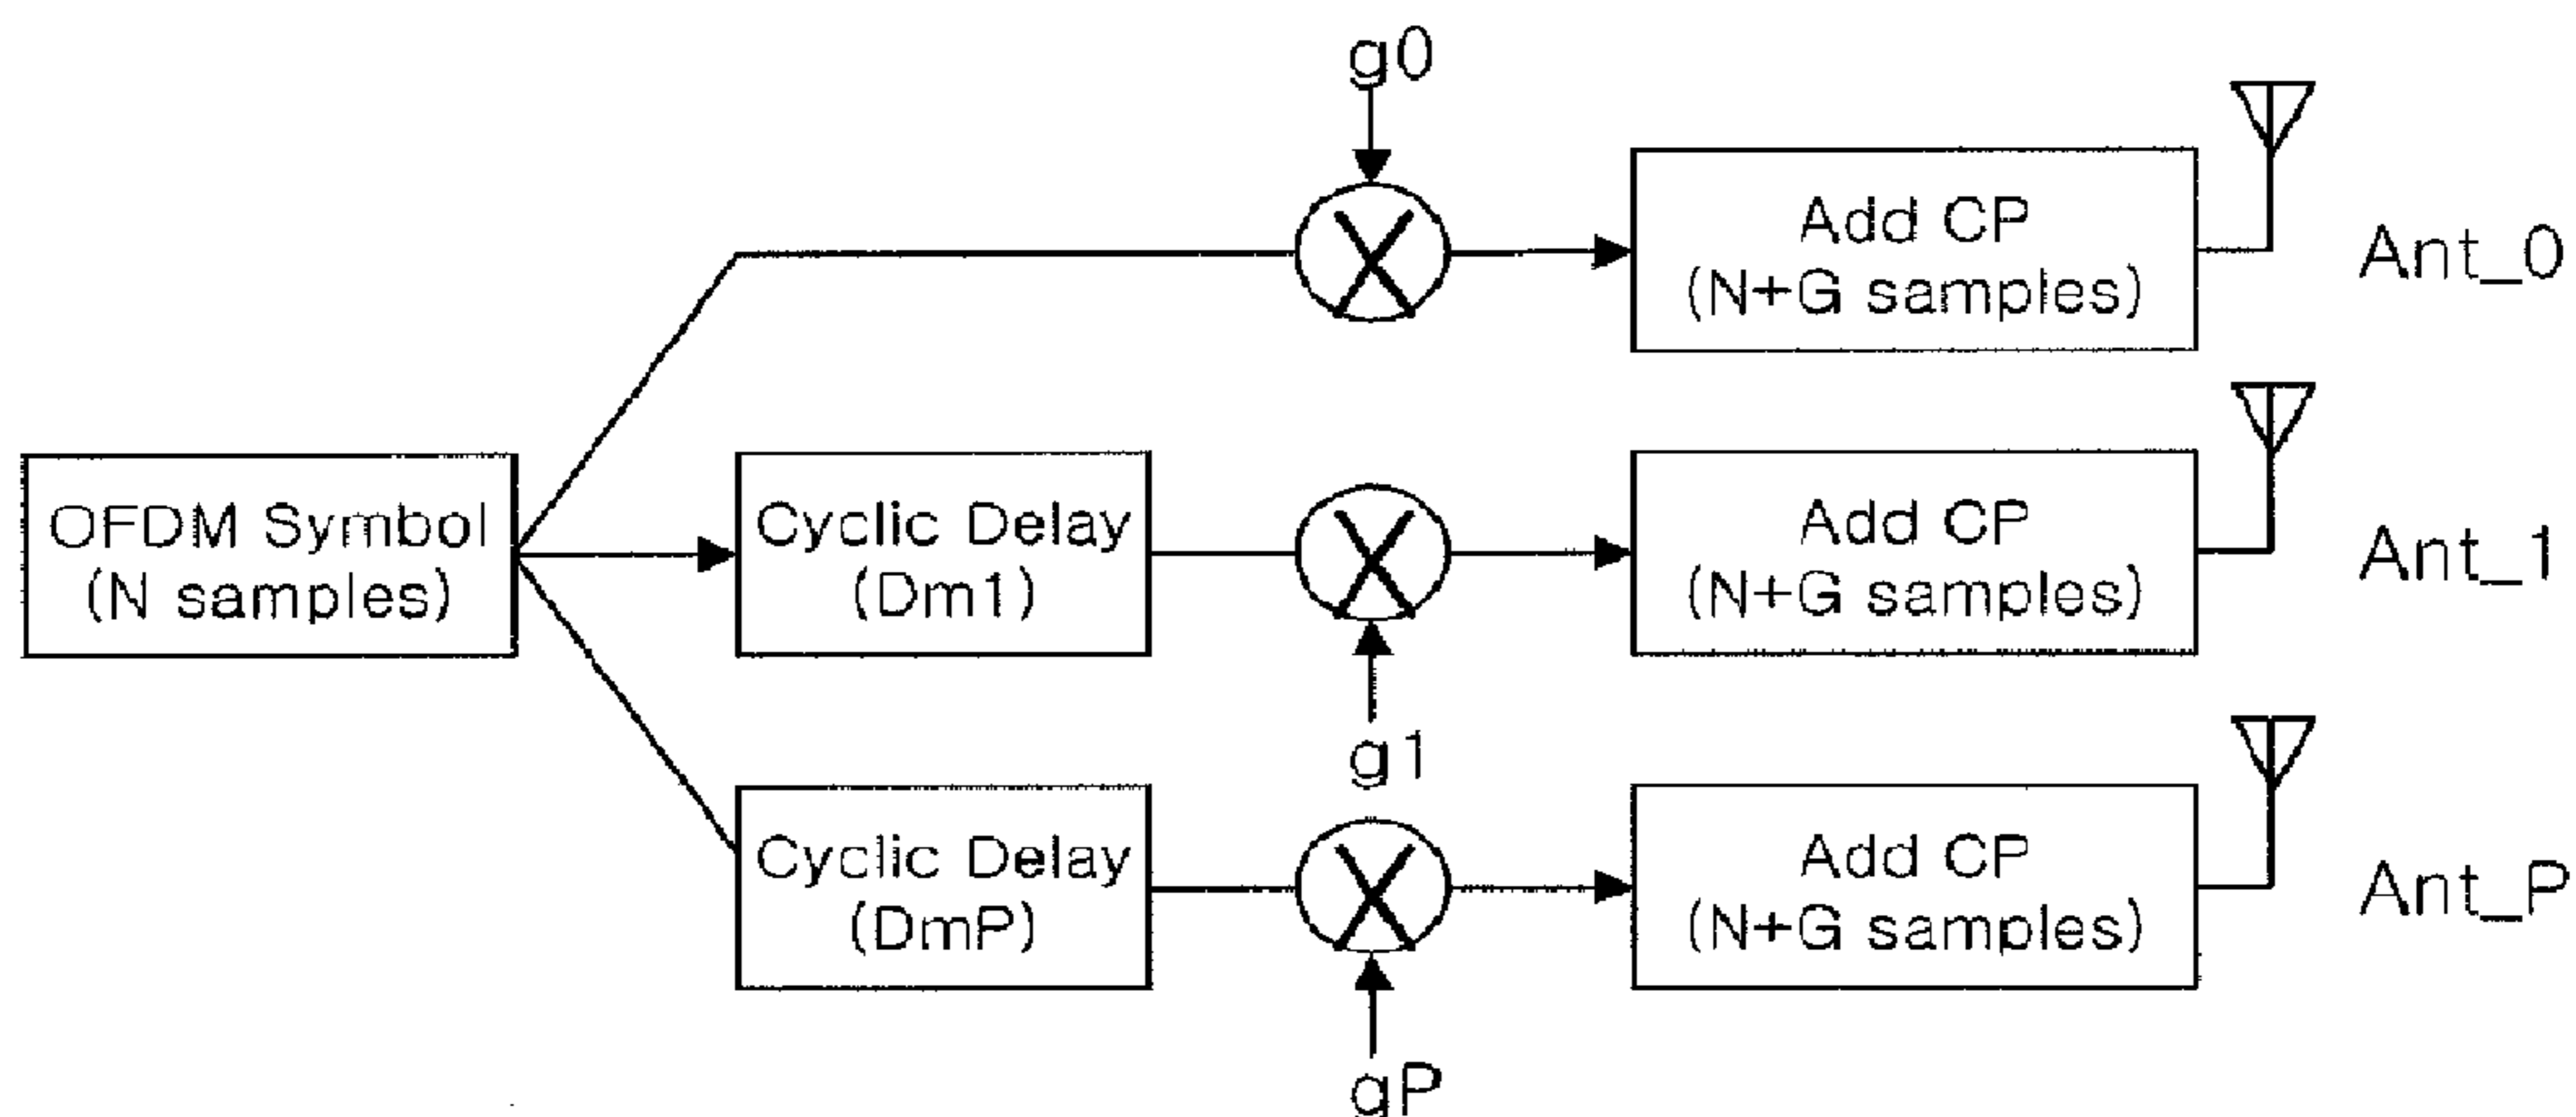 g0
Add CP
(N+G samples)
Ant_0
OFDM Symbol
(N samples)
Cyclic Delay
(Dm1)
g1
Add CP
(N+G samples)
Ant_1
Cyclic Delay
(DmP)
gP
Add CP
(N+G samples)
Ant_P